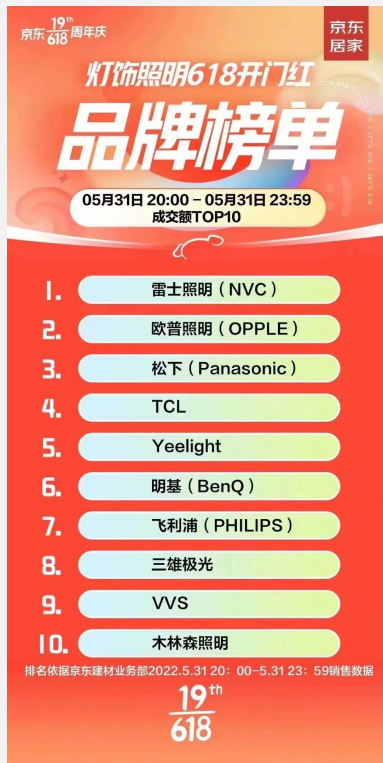 京东 19th 618 周年庆
京东
居家
灯饰照明618开门红
品牌榜单
05月31日 20:00 - 05月31日 23:59
成交额TOP10
1. 雷士照明（NVC）
2. 欧普照明（OPPLE）
3. 松下（Panasonic）
4. TCL
5. Yeelight
6. 明基（BenQ）
7. 飞利浦（PHILIPS）
8. 三雄极光
9. VVS
10. 木林森照明
排名依据京东建材业务部2022.5.31 20：00-5.31 23：59销售数据
19th
618